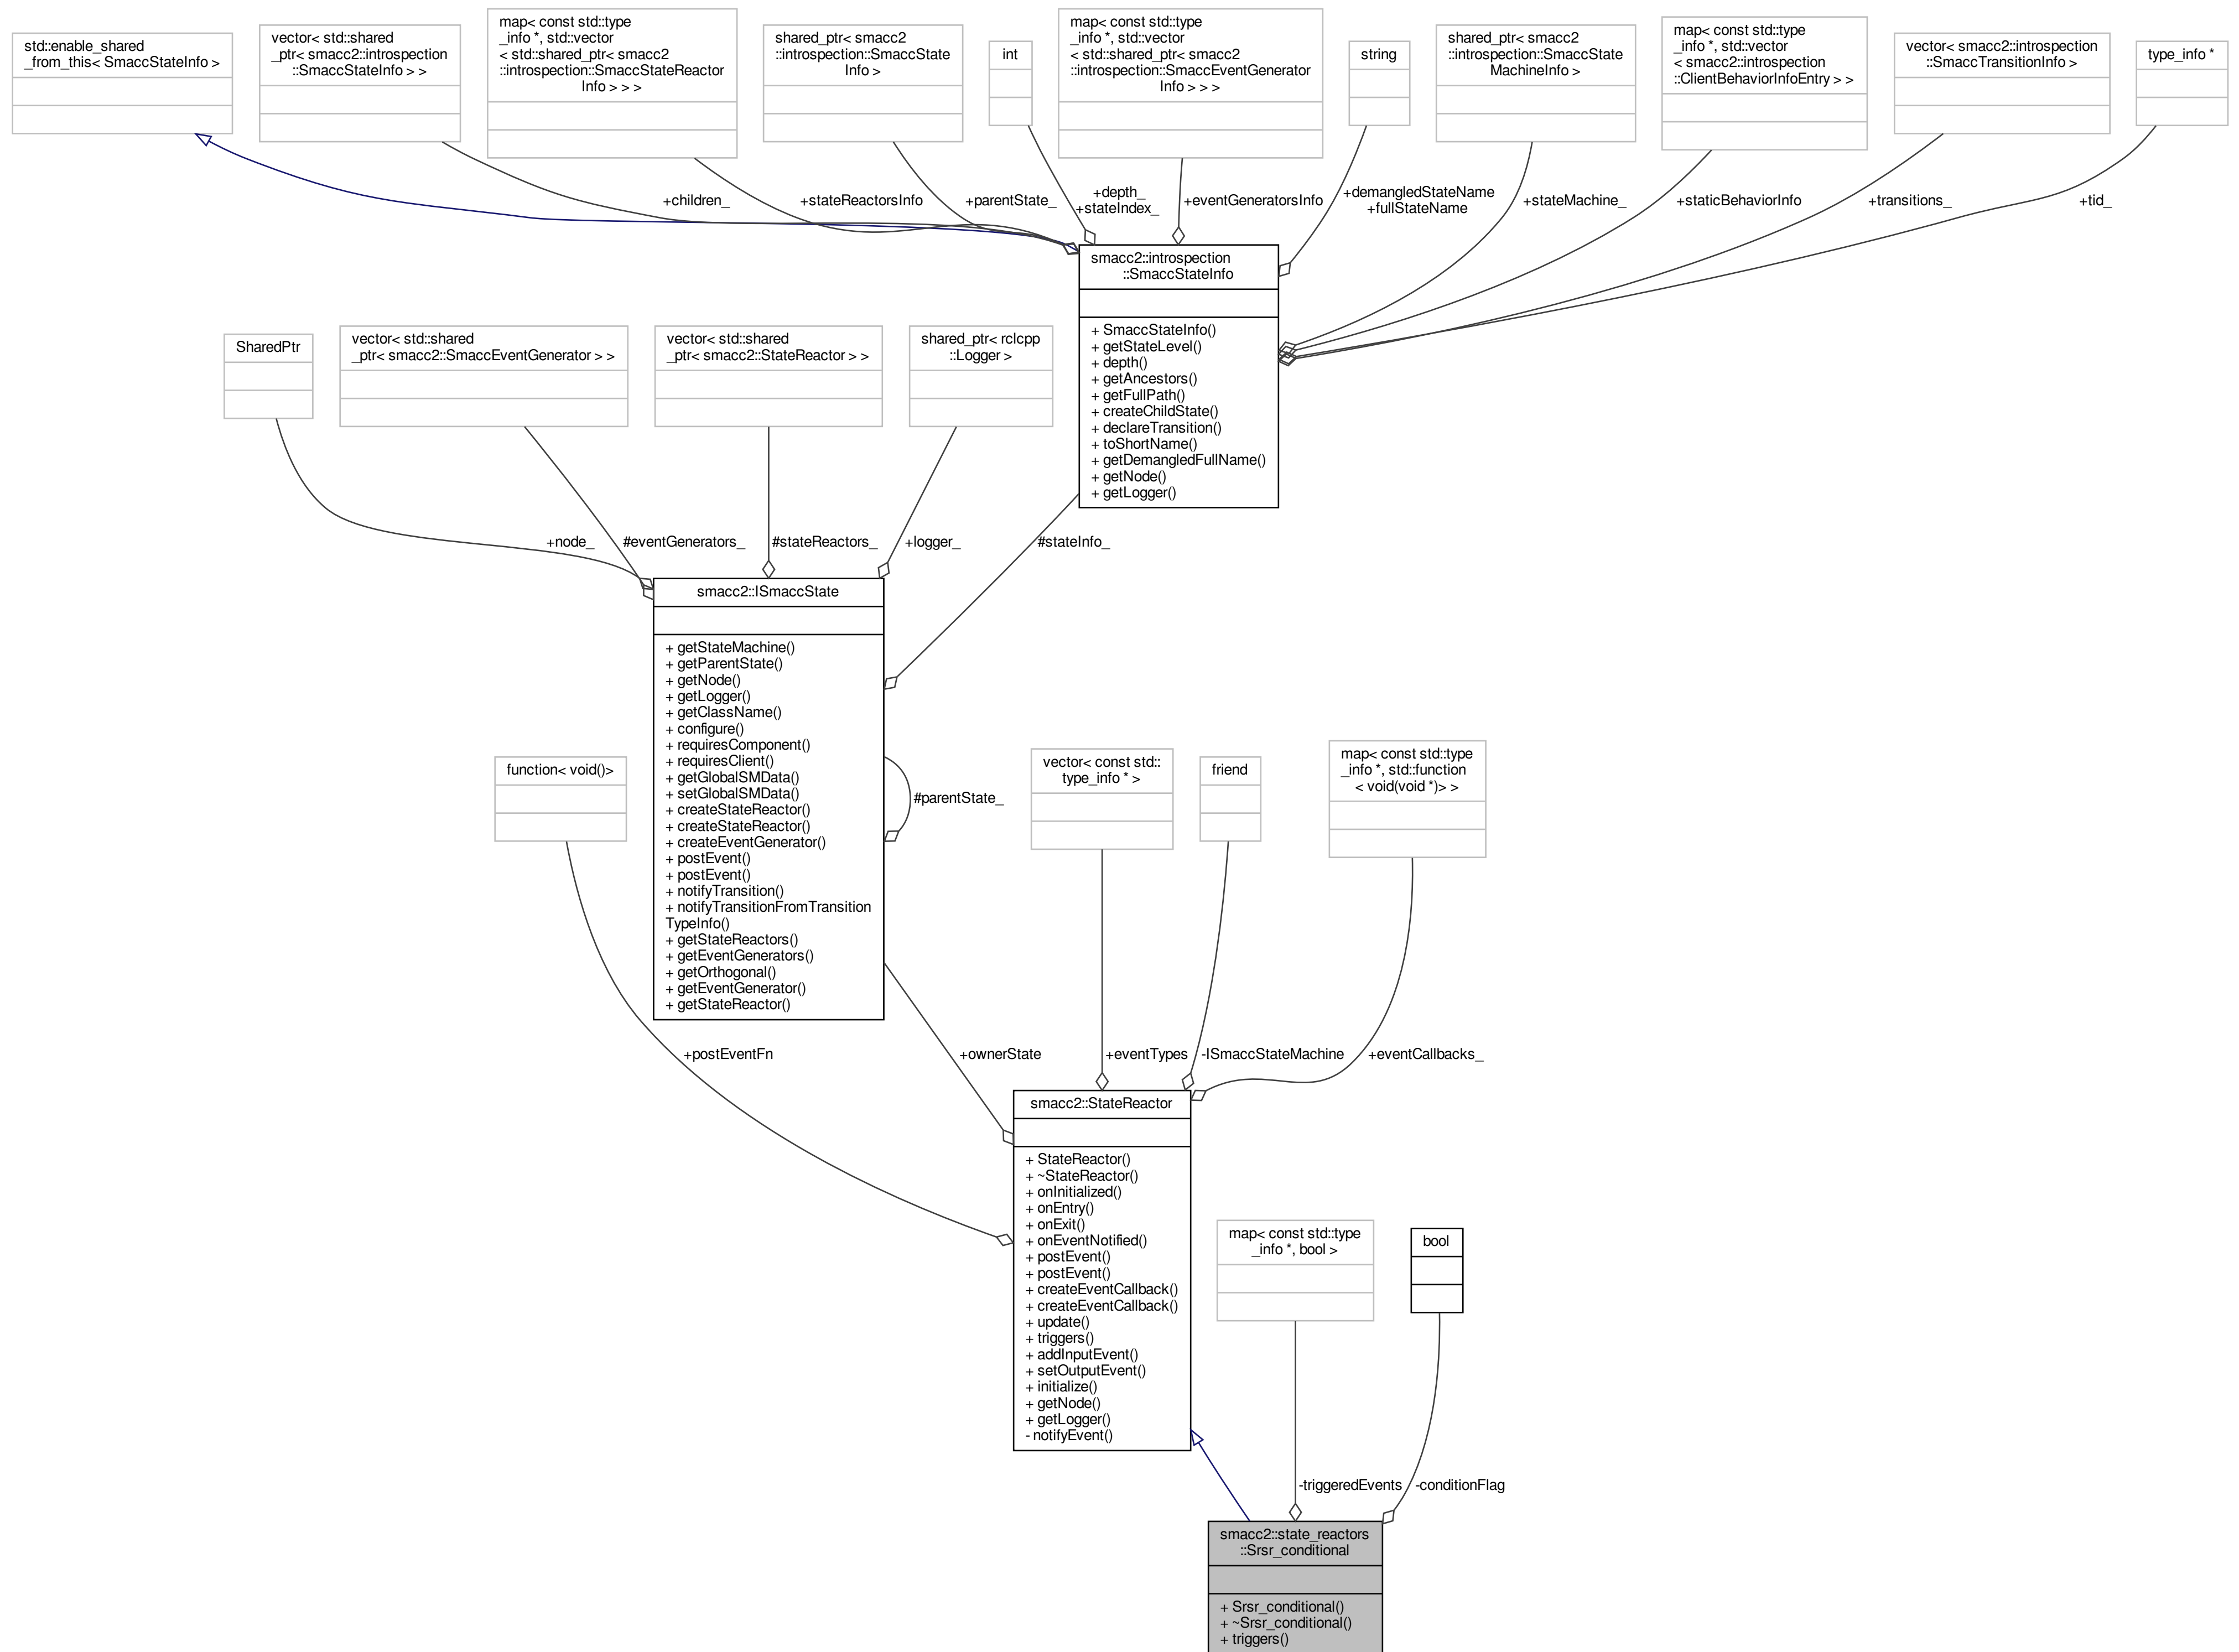 std::enable_shared
_from_this< SmaccStateInfo >
vector< std::shared
_ptr< smacc2::introspection
::SmaccStateInfo > >
map< const std::type
_info *, std::vector
< std::shared_ptr< smacc2
::introspection::SmaccStateReactor
Info > > >
shared_ptr< smacc2
::introspection::SmaccState
Info >
int
map< const std::type
_info *, std::vector
< std::shared_ptr< smacc2
::introspection::SmaccEventGenerator
Info > > >
string
shared_ptr< smacc2
::introspection::SmaccState
MachineInfo >
map< const std::type
_info *, std::vector
< smacc2::introspection
::ClientBehaviorInfoEntry > >
vector< smacc2::introspection
::SmaccTransitionInfo >
type_info *
+children_
+stateReactorsInfo
+parentState_
+depth_
+stateIndex_
+eventGeneratorsInfo
+demangledStateName
+fullStateName
+stateMachine_
+staticBehaviorInfo
+transitions_
+tid_
smacc2::introspection
::SmaccStateInfo
+ SmaccStateInfo()
+ getStateLevel()
+ depth()
+ getAncestors()
+ getFullPath()
+ createChildState()
+ declareTransition()
+ toShortName()
+ getDemangledFullName()
+ getNode()
+ getLogger()
SharedPtr
vector< std::shared
_ptr< smacc2::SmaccEventGenerator > >
vector< std::shared
_ptr< smacc2::StateReactor > >
shared_ptr< rclcpp
::Logger >
+node_
#eventGenerators_
#stateReactors_
+logger_
#stateInfo_
smacc2::ISmaccState
+ getStateMachine()
+ getParentState()
+ getNode()
+ getLogger()
+ getClassName()
+ configure()
+ requiresComponent()
+ requiresClient()
+ getGlobalSMData()
+ setGlobalSMData()
+ createStateReactor()
+ createStateReactor()
+ createEventGenerator()
+ postEvent()
+ postEvent()
+ notifyTransition()
+ notifyTransitionFromTransition
TypeInfo()
+ getStateReactors()
+ getEventGenerators()
+ getOrthogonal()
+ getEventGenerator()
+ getStateReactor()
#parentState_
function< void()>
vector< const std::
type_info * >
friend
map< const std::type
_info *, std::function
< void(void *)> >
+postEventFn
+ownerState
+eventTypes
-ISmaccStateMachine
+eventCallbacks_
smacc2::StateReactor
+ StateReactor()
+ ~StateReactor()
+ onInitialized()
+ onEntry()
+ onExit()
+ onEventNotified()
+ postEvent()
+ postEvent()
+ createEventCallback()
+ createEventCallback()
+ update()
+ triggers()
+ addInputEvent()
+ setOutputEvent()
+ initialize()
+ getNode()
+ getLogger()
- notifyEvent()
map< const std::type
_info *, bool >
bool
-triggeredEvents
-conditionFlag
smacc2::state_reactors
::Srsr_conditional
+ Srsr_conditional()
+ ~Srsr_conditional()
+ triggers()